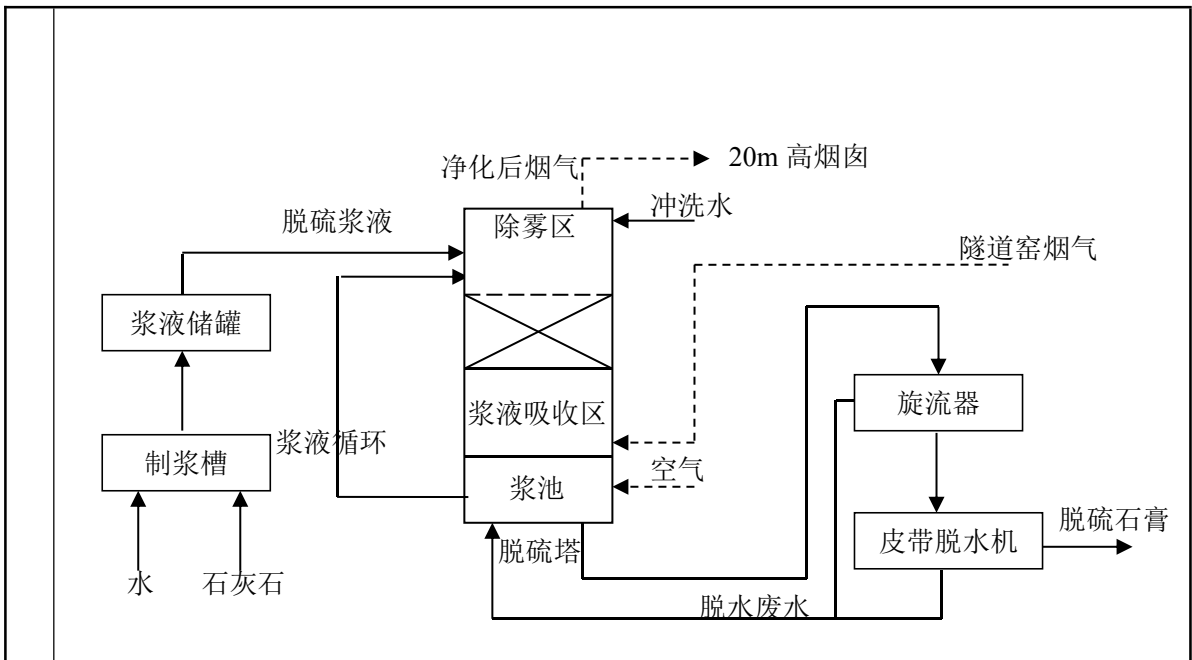 20m 高烟囱
净化后烟气
冲洗水
脱硫浆液
除雾区
隧道窑烟气
浆液储罐
浆液吸收区
旋流器
浆液循环
制浆槽
空气
浆池
脱硫石膏
皮带脱水机
脱硫塔
水
石灰石
脱水废水